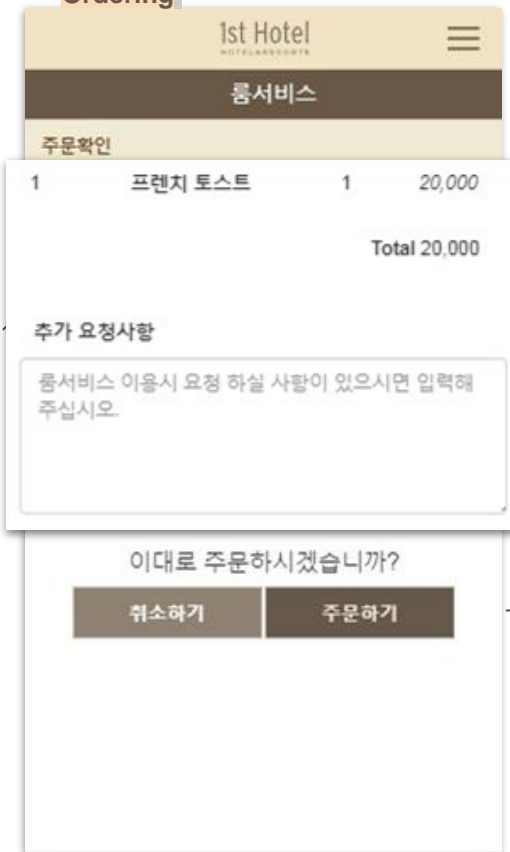 Ordering
1st Hotel
HOTEL&RESORTS
룸서비스
주문확인
1 프렌치 토스트 1 20,000
Total 20,000
추가 요청사항
룸서비스 이용시 요청 하실 사항이 있으시면 입력해
주십시오.
이대로 주문하시겠습니까?
취소하기 주문하기